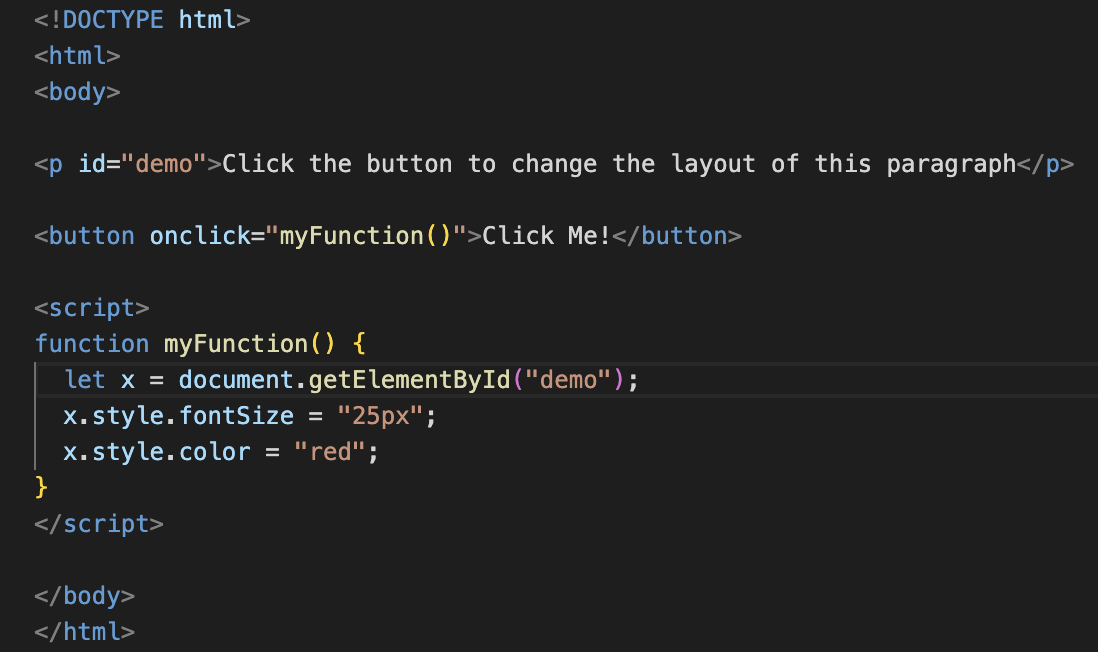 <!DOCTYPE html>
<html>
<body>
<p id="demo">Click the button to change the layout of this paragraph</p>
<button onclick="myFunction()">Click Me!</button>
<script>
function myFunction() {
  let x = document.getElementById("demo");
  x.style.fontSize = "25px";
  x.style.color = "red";
}
</script>
</body>
</html>